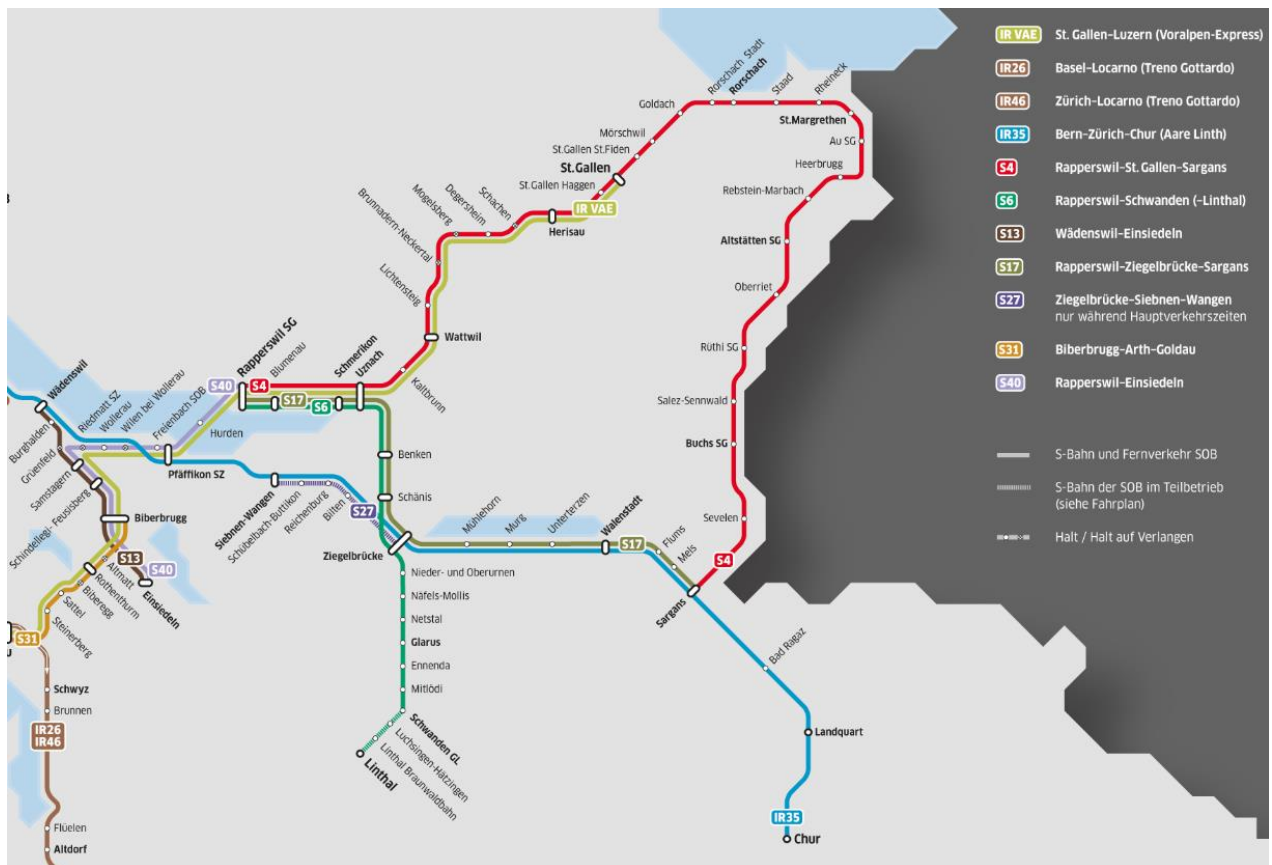 IR VAE St. Gallen–Luzern (Voralpen-Express)
IR26 Basel–Locarno (Treno Gottardo)
IR46 Zürich–Locarno (Treno Gottardo)
IR35 Bern–Zürich–Chur (Aare Linth)
S4 Rapperswil–St. Gallen–Sargans
S6 Rapperswil–Schwanden (–Linthal)
S13 Wädenswil–Einsiedeln
S17 Rapperswil–Ziegelbrücke–Sargans
S27 Ziegelbrücke–Siebnen–Wangen
nur während Hauptverkehrszeiten
S31 Biberbrugg–Arth–Goldau
S40 Rapperswil–Einsiedeln
S-Bahn und Fernverkehr SOB
S-Bahn der SOB im Teilbetrieb
(siehe Fahrplan)
Halt / Halt auf Verlangen
Rorschach Stadt
Rorschach
Staad
Rheineck
Goldach
St.Margrethen
Mörschwil
Au SG
St.Gallen St.Fiden
St.Gallen
Heerbrugg
St.Gallen Haggen
Rebstein-Marbach
IR VAE
Schachen
Degersheim
Mogelsberg
Brunnadern-Neckertal
Herisau
Altstätten SG
Lichtensteig
Oberriet
Wattwil
Rüthi SG
Rapperswil SG
Blumenau
Schmerikon
Uznach
Kaltbrunn
S40
S4
S17
S6
Salez-Sennwald
Wädenswil
Riedmatt SZ
Wollerau
Wilen bei Wollerau
Freienbach SOB
Hurden
Buchs SG
Burghalden
Grüenfeld
Samstagern
Schindellegi- Feusisberg
Pfäffikon SZ
Benken
Schänis
Siebnen-Wangen
Schübelbach-Buttikon
Reichenburg
Bilten
S27
Ziegelbrücke
Mühlehorn
Murg
Unterterzen
Walenstadt
S17
Flums
Mels
Sevelen
S4
Sargans
Biberbrugg
S13
S40
Einsiedeln
Altmatt
Rothenthurm
Biberegg
Sattel
Steinerberg
S31
Nieder- und Oberurnen
Näfels-Mollis
Netstal
Glarus
Ennenda
Mitlödi
Schwanden GL
Luchsingen-Hätzingen
Linthal Braunwaldbahn
Linthal
Bad Ragaz
Landquart
IR35
Chur
Schwyz
Brunnen
IR26
IR46
Flüelen
Altdorf